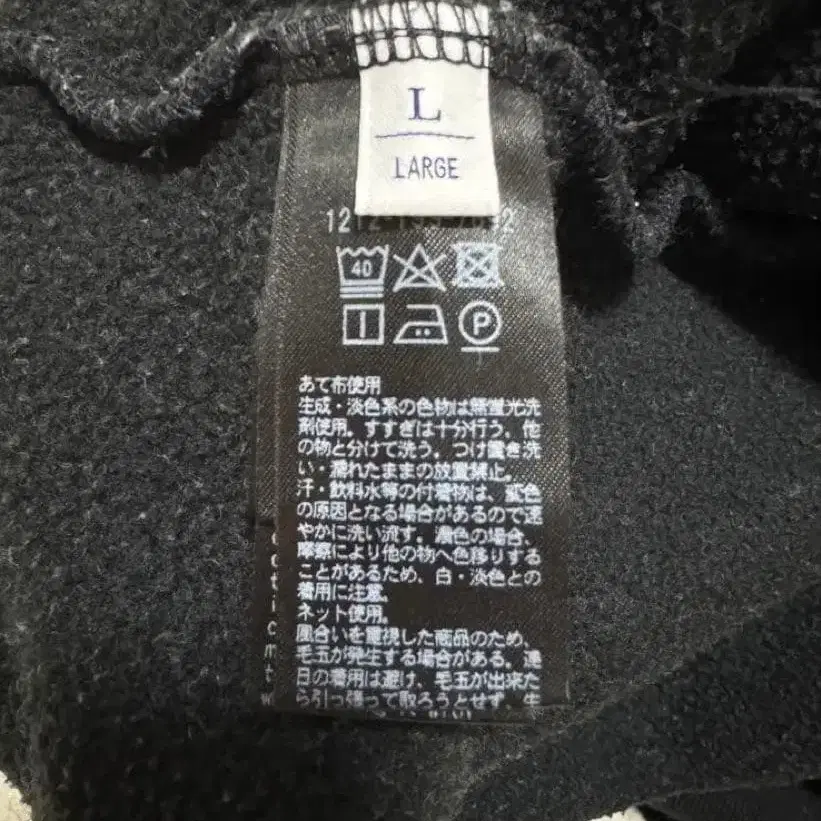 L
LARGE
40
P
あて布使用
生成・淡色系の色物は無蛍光洗
剤使用。すすぎは十分行う。他
の物と分けて洗う。つけ置き洗
い・濡れたままの放置禁止。
汗・飲料水等の付着物は、変色
の原因となる場合があるので速
やかに洗い流す。濃色の場合、
摩擦により他の物へ色移りする
ことがあるため、白・淡色との
着用に注意。
ネット使用。
風合いを重視した商品のため、
毛玉が発生する場合がある。連
日の着用は避け、毛玉が出来た
ら引っ張って取ろうとせず、生